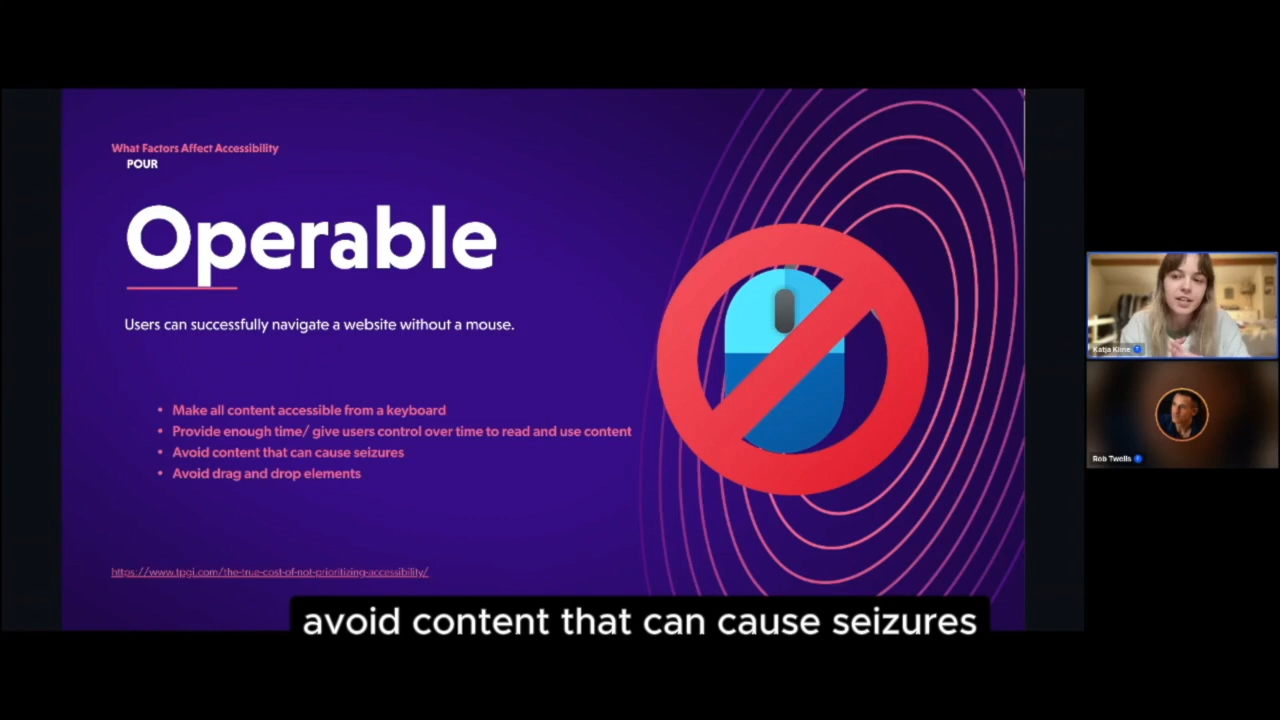 What Factors Affect Accessibility
POUR
Operable
Users can successfully navigate a website without a mouse.
• Make all content accessible from a keyboard
• Provide enough time/ give users control over time to read and use content
• Avoid content that can cause seizures
• Avoid drag and drop elements
https://www.tpgi.com/the-true-cost-of-not-prioritizing-accessibility/
avoid content that can cause seizures
Katja Kline
Rob Twells